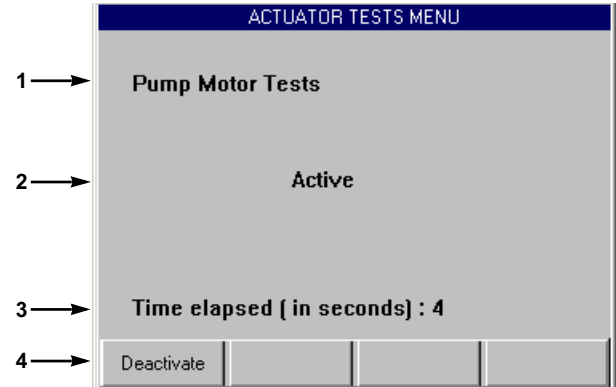 ACTUATOR TESTS MENU
1 Pump Motor Tests
2 Active
3 Time elapsed ( in seconds) : 4
4 Deactivate